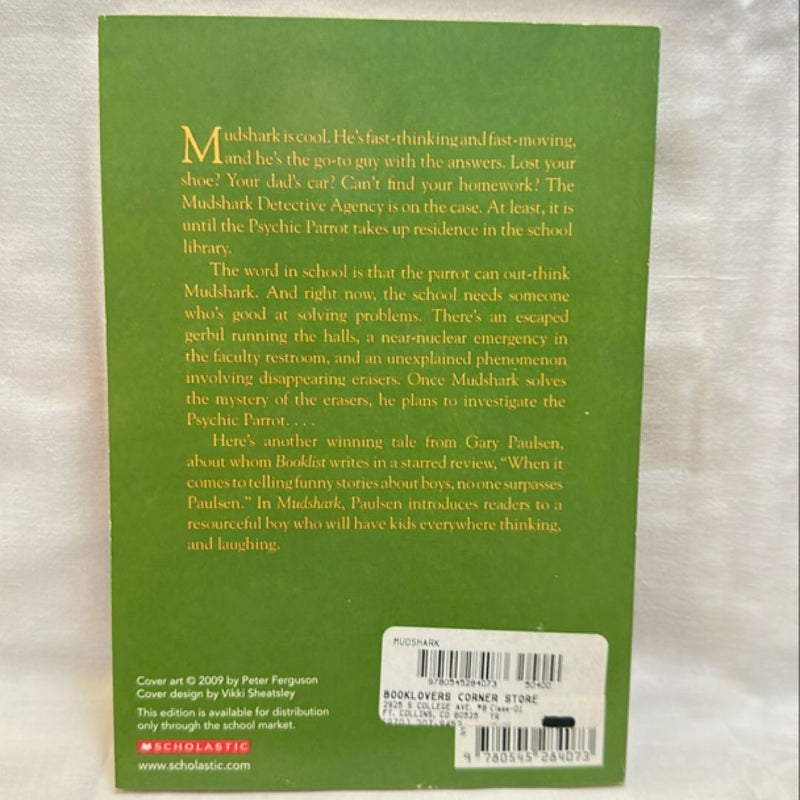 Mudshark is cool. He's fast-thinking and fast-moving,
and he's the go-to guy with the answers. Lost your
shoe? Your dad's car? Can't find your homework? The
Mudshark Detective Agency is on the case. At least, it is
until the Psychic Parrot takes up residence in the school
library.
The word in school is that the parrot can out-think
Mudshark. And right now, the school needs someone
who's good at solving problems. There's an escaped
gerbil running the halls, a near-nuclear emergency in
the faculty restroom, and an unexplained phenomenon
involving disappearing erasers. Once Mudshark solves
the mystery of the erasers, he plans to investigate the
Psychic Parrot. . . .
Here's another winning tale from Gary Paulsen,
about whom Booklist writes in a starred review, "When it
comes to telling funny stories about boys, no one surpasses
Paulsen." In Mudshark, Paulsen introduces readers to a
resourceful boy who will have kids everywhere thinking,
and laughing.
Cover art © 2009 by Peter Ferguson
Cover design by Vikki Sheatsley
This edition is available for distribution
only through the school market.
SCHOLASTIC
www.scholastic.com
MUDSHARK
9780545284073 50400
BOOKLOVERS CORNER STORE
2925 S COLLEGE AVE. #8 Class-01
FT. COLLINS, CO 80525 TR
9 780545 284073